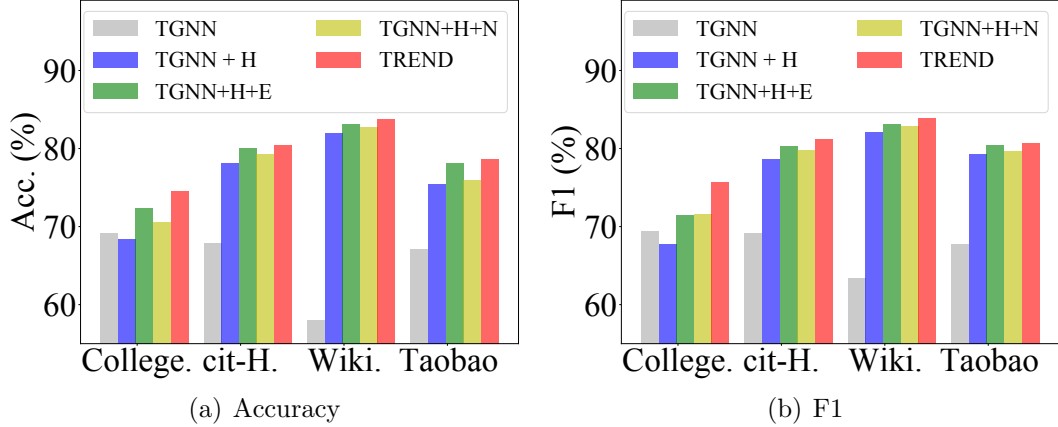 TGNN
TGNN + H
TGNN+H+E
TGNN+H+N
TREND
Acc. (%)
90
80
70
60
College. cit-H. Wiki. Taobao
(a) Accuracy
TGNN
TGNN + H
TGNN+H+E
TGNN+H+N
TREND
F1 (%)
90
80
70
60
College. cit-H. Wiki. Taobao
(b) F1